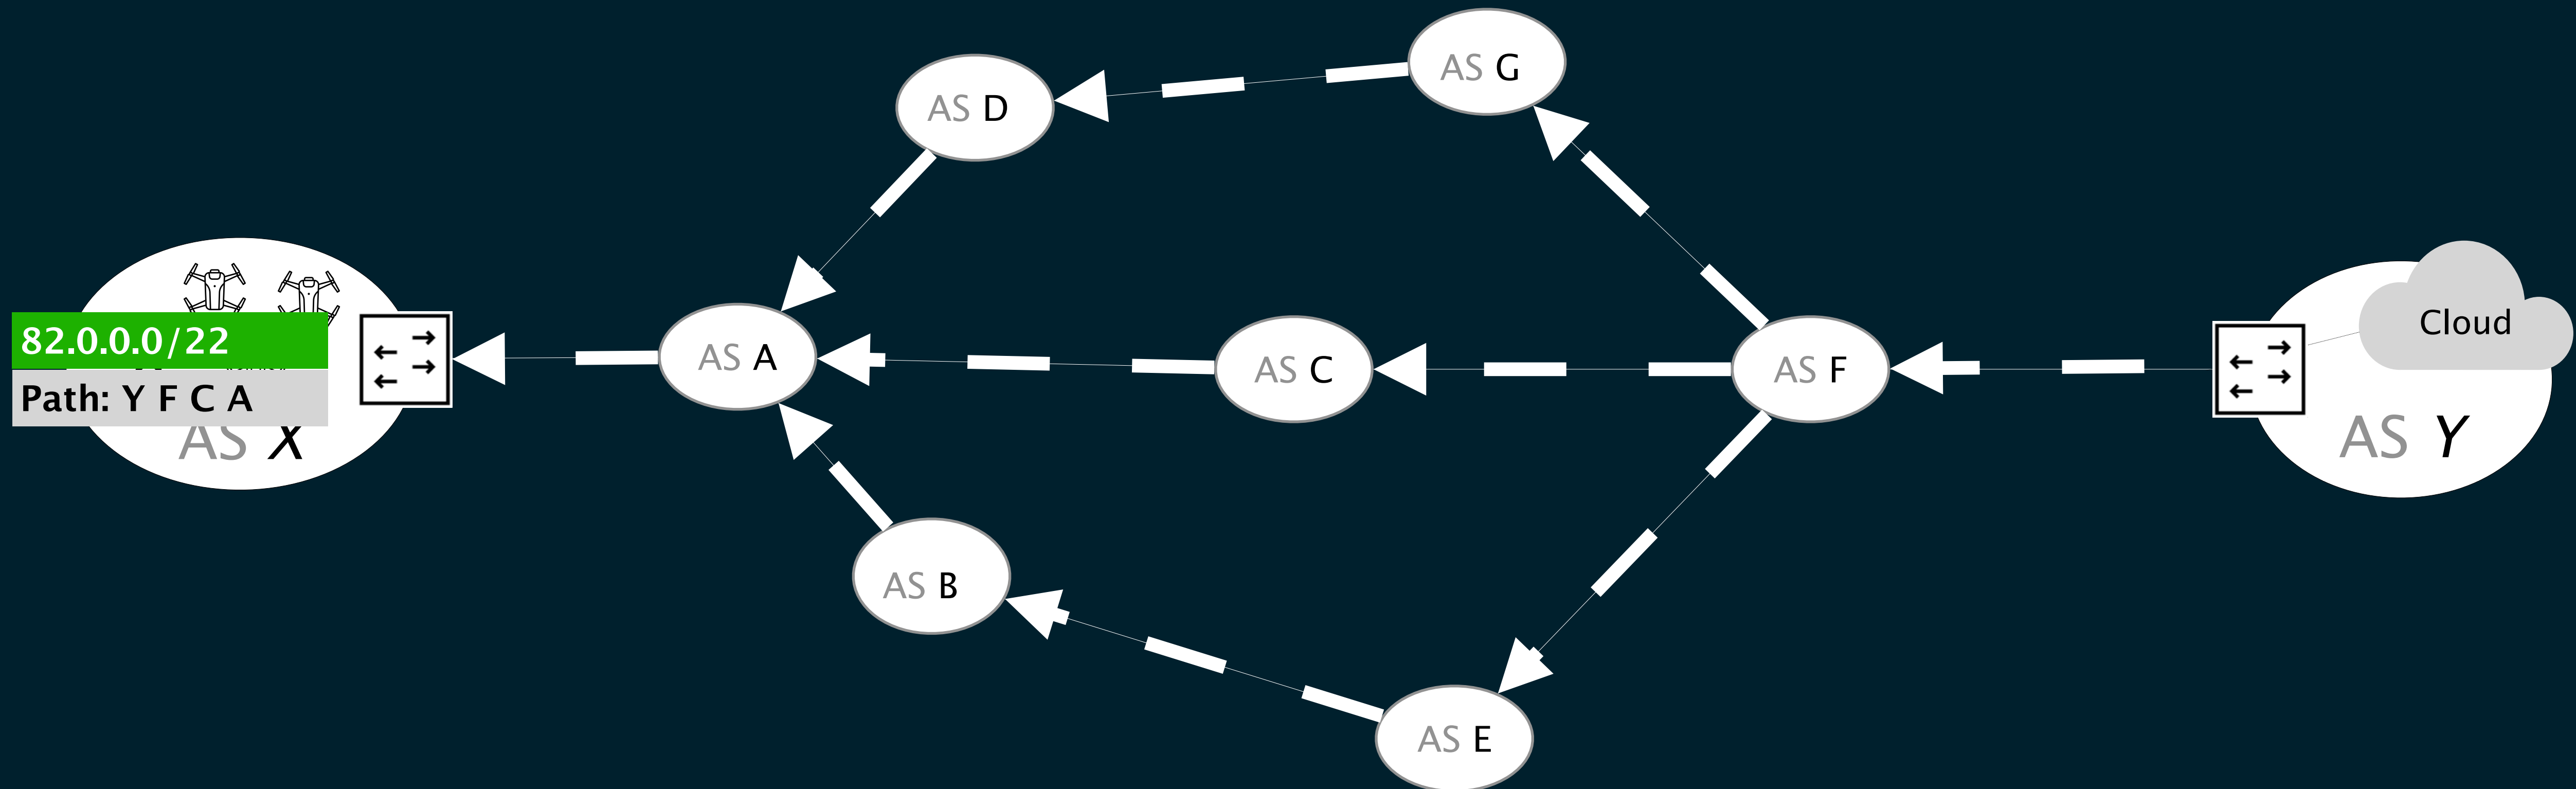 AS G
AS D
82.0.0.0/22
Path: Y F C A
AS X
AS A
AS C
AS F
Cloud
AS Y
AS B
AS E